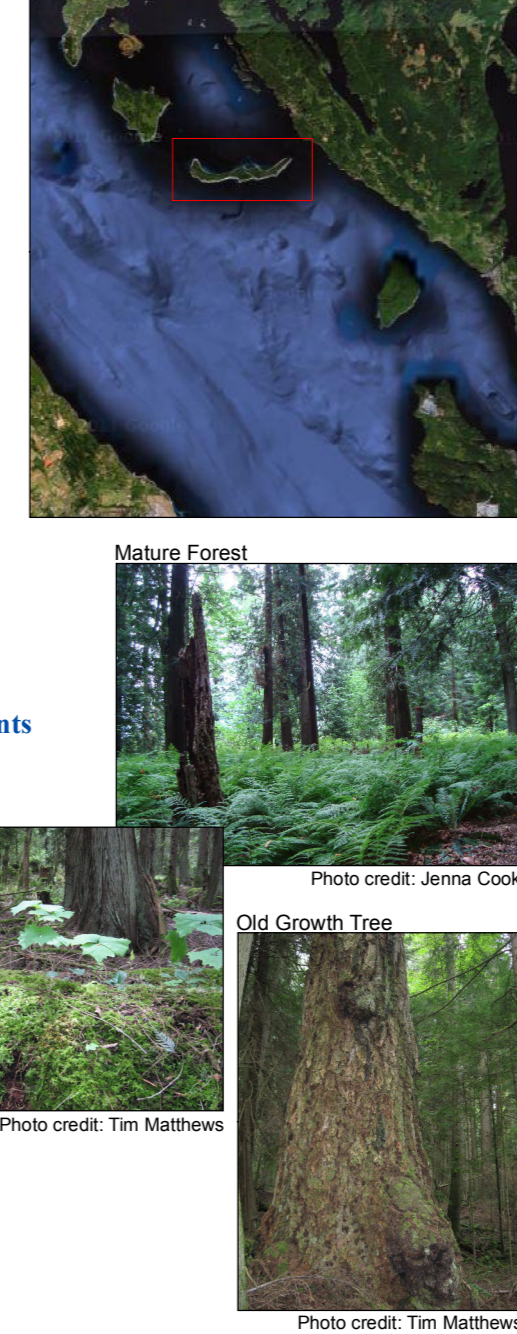 Mature Forest
nts
Photo credit: Jenna Cook
Old Growth Tree
Photo credit: Tim Matthews
Photo credit: Tim Matthews